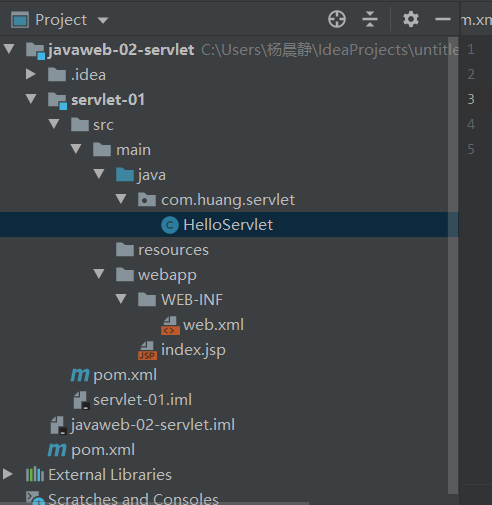 Project
m.xm
javaweb-02-servlet C:\Users\杨晨静\IdeaProjects\untitle
1
.idea
2
servlet-01
3
src
4
main
5
java
com.huang.servlet
C HelloServlet
resources
webapp
WEB-INF
web.xml
JSP index.jsp
m pom.xml
servlet-01.iml
javaweb-02-servlet.iml
m pom.xml
External Libraries
Scratches and Consoles